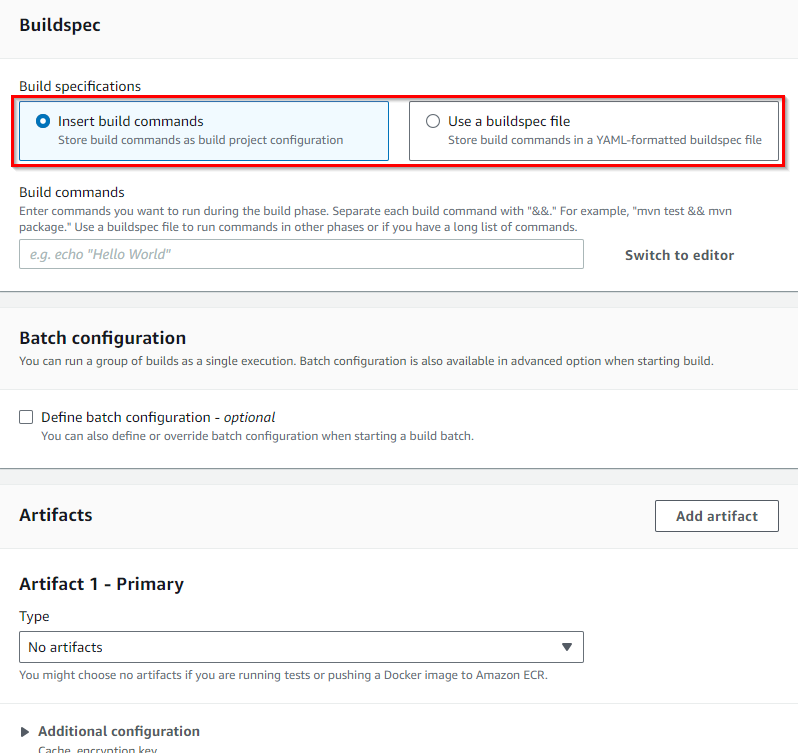 Buildspec
Build specifications
Insert build commands
Store build commands as build project configuration
Use a buildspec file
Store build commands in a YAML-formatted buildspec file
Build commands
Enter commands you want to run during the build phase. Separate each build command with "&&." For example, "mvn test && mvn
package." Use a buildspec file to run commands in other phases or if you have a long list of commands.
e.g. echo "Hello World"
Switch to editor
Batch configuration
You can run a group of builds as a single execution. Batch configuration is also available in advanced option when starting build.
Define batch configuration - optional
You can also define or override batch configuration when starting a build batch.
Artifacts
Add artifact
Artifact 1 - Primary
Type
No artifacts
You might choose no artifacts if you are running tests or pushing a Docker image to Amazon ECR.
Additional configuration
Cache, encryption key